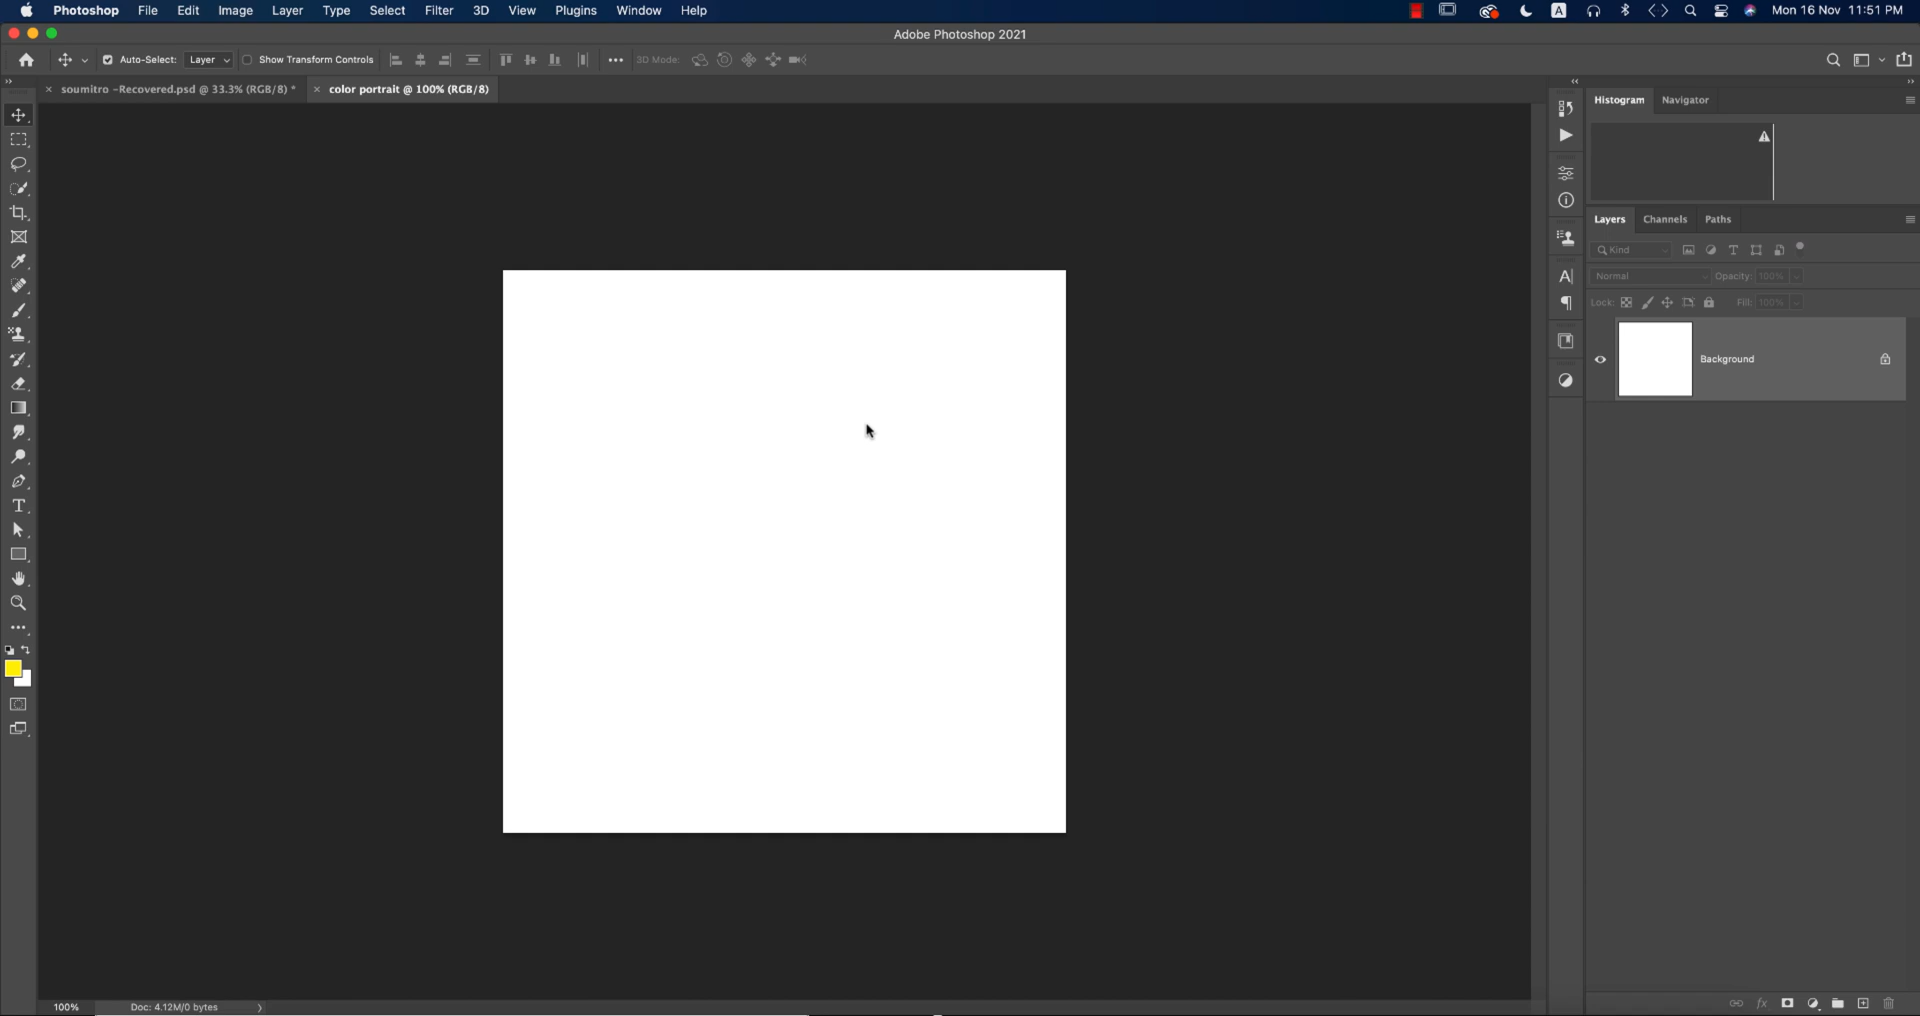 Photoshop File Edit Image Layer Type Select Filter 3D View Plugins Window Help A Mon 16 Nov 11:51 PM
Adobe Photoshop 2021
Auto-Select: Layer Show Transform Controls 3D Mode:
soumitro -Recovered.psd @ 33.3% (RGB/8) * color portrait @ 100% (RGB/8)
Histogram Navigator
Layers Channels Paths
Kind
Normal Opacity: 100%
Lock: Fill: 100%
Background
100% Doc: 4.12M/0 bytes